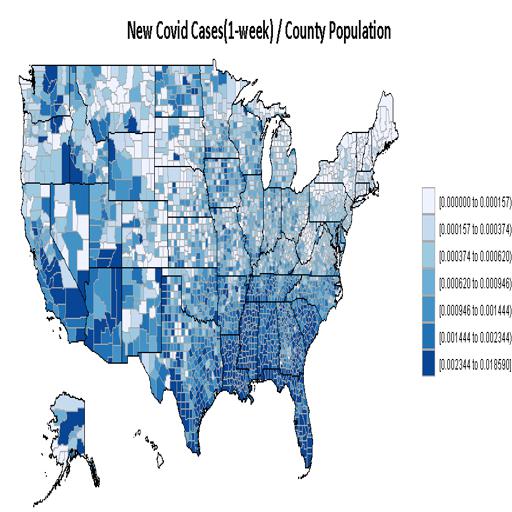 New Covid Cases(1-week) / County Population
[0.000000 to 0.000157)
[0.000157 to 0.000374)
[0.000374 to 0.000620)
[0.000620 to 0.000946)
[0.000946 to 0.001444)
[0.001444 to 0.002344)
[0.002344 to 0.018590]